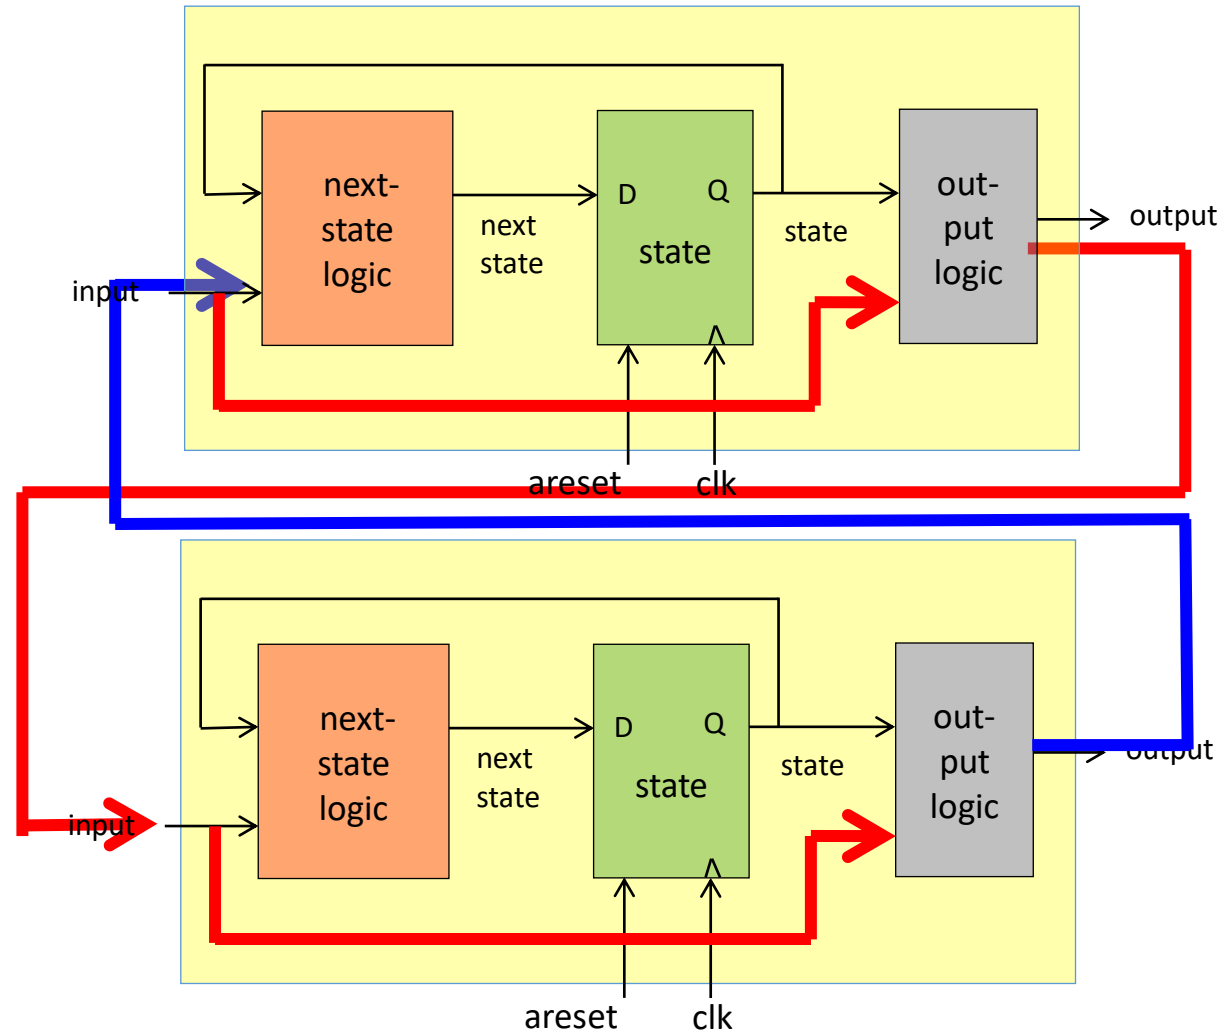 next-
state
logic
next
state
D
Q
state
state
out-
put
logic
output
input
areset
clk
next-
state
logic
next
state
D
Q
state
state
out-
put
logic
output
input
areset
clk